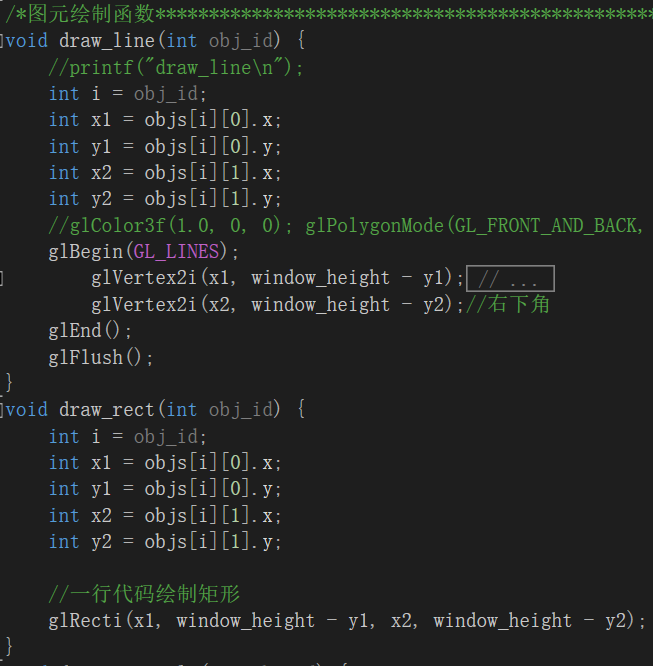 /*图元绘制函数**********************************************
void draw_line(int obj_id) {
//printf("draw_line\n");
int i = obj_id;
int x1 = objs[i][0].x;
int y1 = objs[i][0].y;
int x2 = objs[i][1].x;
int y2 = objs[i][1].y;
//glColor3f(1.0, 0, 0); glPolygonMode(GL_FRONT_AND_BACK,
glBegin(GL_LINES);
glVertex2i(x1, window_height - y1); // ...
glVertex2i(x2, window_height - y2);//右下角
glEnd();
glFlush();
}
void draw_rect(int obj_id) {
int i = obj_id;
int x1 = objs[i][0].x;
int y1 = objs[i][0].y;
int x2 = objs[i][1].x;
int y2 = objs[i][1].y;
//一行代码绘制矩形
glRecti(x1, window_height - y1, x2, window_height - y2);
}